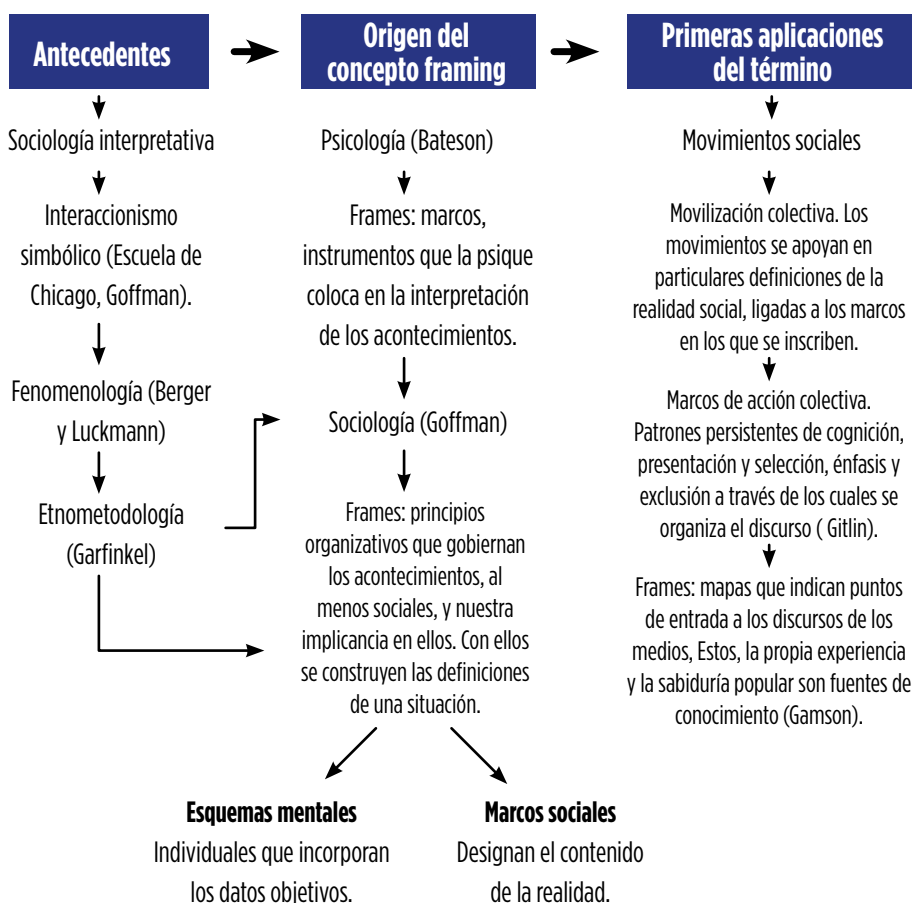 Antecedentes
Sociología interpretativa
Interaccionismo
simbólico (Escuela de
Chicago, Goffman).
Fenomenología (Berger
y Luckmann)
Etnometodología
(Garfinkel)
Origen del
concepto framing
Psicología (Bateson)
Frames: marcos,
instrumentos que la psique
coloca en la interpretación
de los acontecimientos.
Sociología (Goffman)
Frames: principios
organizativos que gobiernan
los acontecimientos, al
menos sociales, y nuestra
implicancia en ellos. Con ellos
se construyen las definiciones
de una situación.
Esquemas mentales
Individuales que incorporan
los datos objetivos.
Marcos sociales
Designan el contenido
de la realidad.
Primeras aplicaciones
del término
Movimientos sociales
Movilización colectiva. Los
movimientos se apoyan en
particulares definiciones de la
realidad social, ligadas a los marcos
en los que se inscriben.
Marcos de acción colectiva.
Patrones persistentes de cognición,
presentación y selección, énfasis y
exclusión a través de los cuales se
organiza el discurso ( Gitlin).
Frames: mapas que indican puntos
de entrada a los discursos de los
medios, Estos, la propia experiencia
y la sabiduría popular son fuentes de
conocimiento (Gamson).